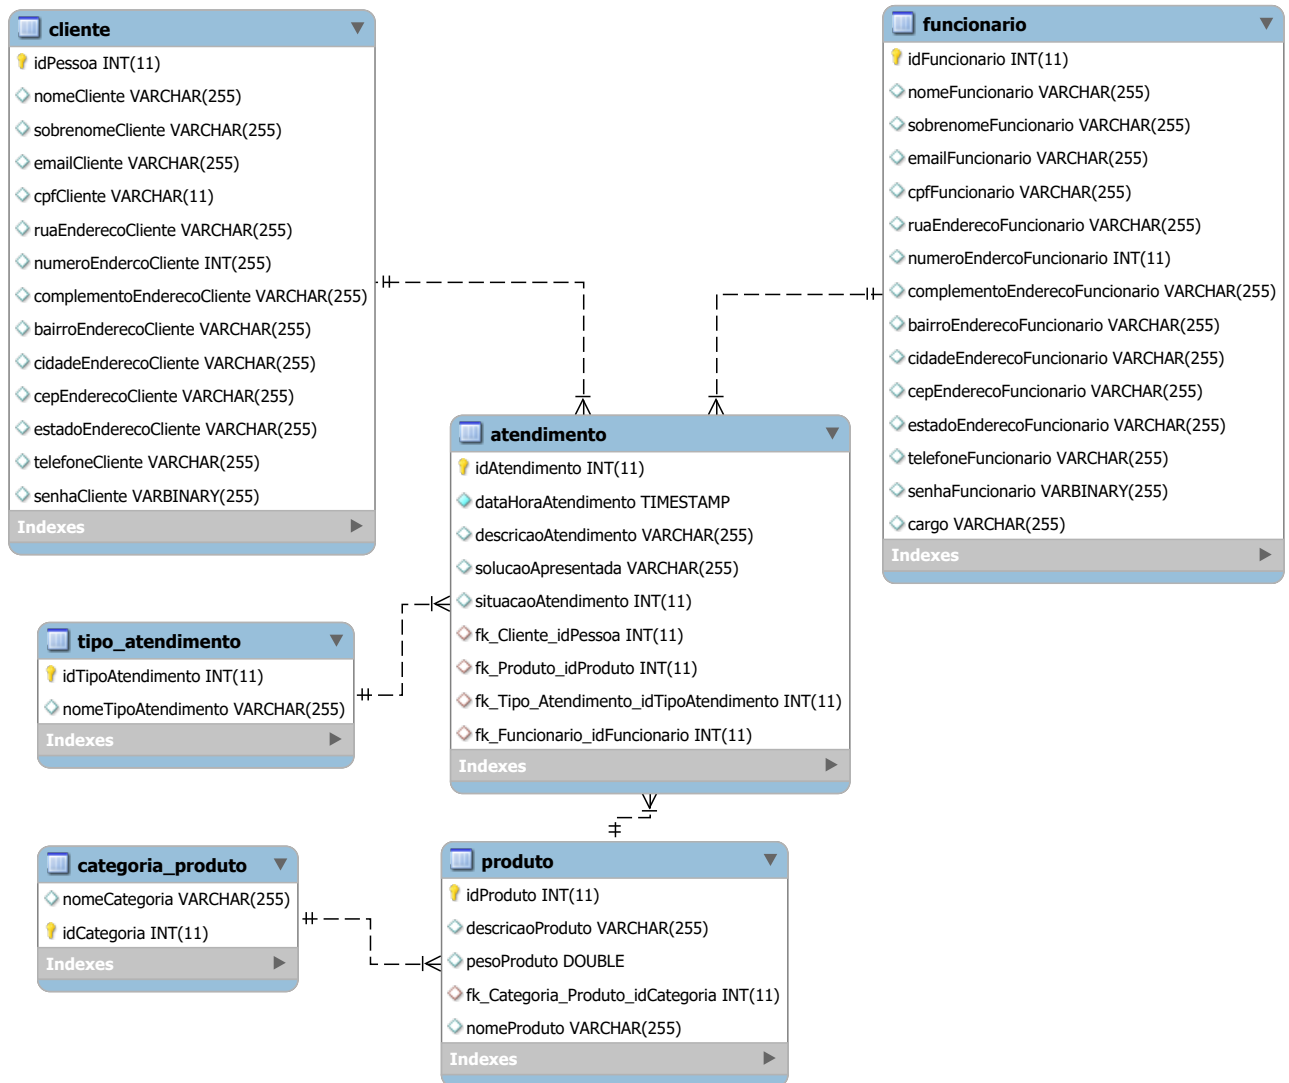 cliente
idPessoa INT(11)
nomeCliente VARCHAR(255)
sobrenomeCliente VARCHAR(255)
emailCliente VARCHAR(255)
cpfCliente VARCHAR(11)
ruaEnderecoCliente VARCHAR(255)
numeroEndercoCliente INT(255)
complementoEnderecoCliente VARCHAR(255)
bairroEnderecoCliente VARCHAR(255)
cidadeEnderecoCliente VARCHAR(255)
cepEnderecoCliente VARCHAR(255)
estadoEnderecoCliente VARCHAR(255)
telefoneCliente VARCHAR(255)
senhaCliente VARBINARY(255)
Indexes
funcionario
idFuncionario INT(11)
nomeFuncionario VARCHAR(255)
sobrenomeFuncionario VARCHAR(255)
emailFuncionario VARCHAR(255)
cpfFuncionario VARCHAR(255)
ruaEnderecoFuncionario VARCHAR(255)
numeroEndercoFuncionario INT(11)
complementoEnderecoFuncionario VARCHAR(255)
bairroEnderecoFuncionario VARCHAR(255)
cidadeEnderecoFuncionario VARCHAR(255)
cepEnderecoFuncionario VARCHAR(255)
estadoEnderecoFuncionario VARCHAR(255)
telefoneFuncionario VARCHAR(255)
senhaFuncionario VARBINARY(255)
cargo VARCHAR(255)
Indexes
atendimento
idAtendimento INT(11)
dataHoraAtendimento TIMESTAMP
descricaoAtendimento VARCHAR(255)
solucaoApresentada VARCHAR(255)
situacaoAtendimento INT(11)
fk_Cliente_idPessoa INT(11)
fk_Produto_idProduto INT(11)
fk_Tipo_Atendimento_idTipoAtendimento INT(11)
fk_Funcionario_idFuncionario INT(11)
Indexes
tipo_atendimento
idTipoAtendimento INT(11)
nomeTipoAtendimento VARCHAR(255)
Indexes
categoria_produto
nomeCategoria VARCHAR(255)
idCategoria INT(11)
Indexes
produto
idProduto INT(11)
descricaoProduto VARCHAR(255)
pesoProduto DOUBLE
fk_Categoria_Produto_idCategoria INT(11)
nomeProduto VARCHAR(255)
Indexes